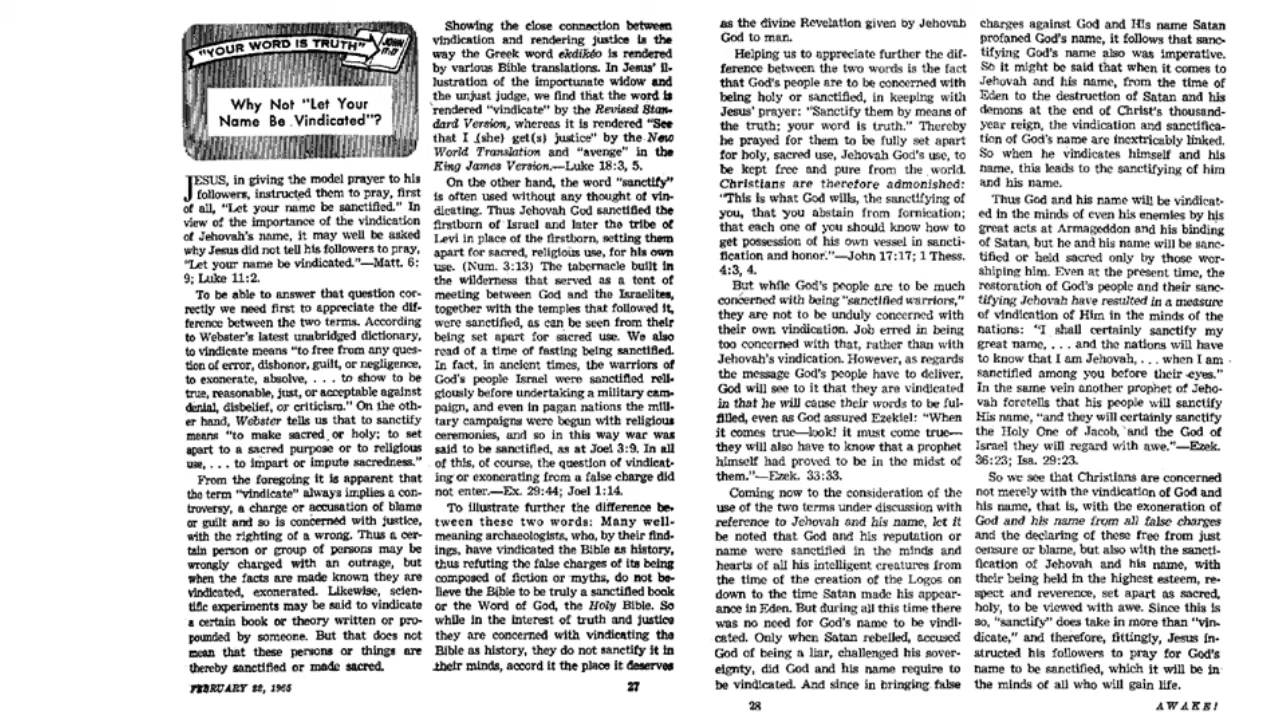 "YOUR WORD IS TRUTH"
JOHN
17:17
Why Not "Let Your
Name Be Vindicated"?
JESUS, in giving the model prayer to his
followers, instructed them to pray, first
of all, "Let your name be sanctified." In
view of the importance of the vindication
of Jehovah's name, it may well be asked
why Jesus did not tell his followers to pray,
"Let your name be vindicated."—Matt. 6:
9; Luke 11:2.
To be able to answer that question cor-
rectly we need first to appreciate the dif-
ference between the two terms. According
to Webster's latest unabridged dictionary,
to vindicate means "to free from any ques-
tion of error, dishonor, guilt, or negligence,
to exonerate, absolve, . . . to show to be
true, reasonable, just, or acceptable against
denial, disbelief, or criticism." On the oth-
er hand, Webster tells us that to sanctify
means "to make sacred or holy; to set
apart to a sacred purpose or to religious
use, . . . to impart or impute sacredness."
From the foregoing it is apparent that
the term "vindicate" always implies a con-
troversy, a charge or accusation of blame
or guilt and so is concerned with justice,
with the righting of a wrong. Thus a cer-
tain person or group of persons may be
wrongly charged with an outrage, but
when the facts are made known they are
vindicated, exonerated. Likewise, scien-
tific experiments may be said to vindicate
a certain book or theory written or pro-
pounded by someone. But that does not
mean that these persons or things are
thereby sanctified or made sacred.
FEBRUARY 22, 1965
Showing the close connection between
vindication and rendering justice is the
way the Greek word ekdikéo is rendered
by various Bible translations. In Jesus' il-
lustration of the importunate widow and
the unjust judge, we find that the word is
rendered "vindicate" by the Revised Stan-
dard Version, whereas it is rendered "See
that I (she) get(s) justice" by the New
World Translation and "avenge" in the
King James Version.—Luke 18:3, 5.
On the other hand, the word "sanctify"
is often used without any thought of vin-
dicating. Thus Jehovah God sanctified the
firstborn of Israel and later the tribe of
Levi in place of the firstborn, setting them
apart for sacred, religious use, for his own
use. (Num. 3:13) The tabernacle built in
the wilderness that served as a tent of
meeting between God and the Israelites,
together with the temples that followed it,
were sanctified, as can be seen from their
being set apart for sacred use. We also
read of a time of fasting being sanctified.
In fact, in ancient times, the warriors of
God's people Israel were sanctified reli-
giously before undertaking a military cam-
paign, and even in pagan nations the mili-
tary campaigns were begun with religious
ceremonies, and so in this way war was
said to be sanctified, as at Joel 3:9. In all
of this, of course, the question of vindicat-
ing or exonerating from a false charge did
not enter.—Ex. 29:44; Joel 1:14.
To illustrate further the difference be-
tween these two words: Many well-
meaning archaeologists, who, by their find-
ings, have vindicated the Bible as history,
thus refuting the false charges of its being
composed of fiction or myths, do not be-
lieve the Bible to be truly a sanctified book
or the Word of God, the Holy Bible. So
while in the interest of truth and justice
they are concerned with vindicating the
Bible as history, they do not sanctify it in
their minds, accord it the place it deserves
27
as the divine Revelation given by Jehovah
God to man.
Helping us to appreciate further the dif-
ference between the two words is the fact
that God's people are to be concerned with
being holy or sanctified, in keeping with
Jesus' prayer: "Sanctify them by means of
the truth; your word is truth." Thereby
he prayed for them to be fully set apart
for holy, sacred use, Jehovah God's use, to
be kept free and pure from the world.
Christians are therefore admonished:
"This is what God wills, the sanctifying of
you, that you abstain from fornication;
that each one of you should know how to
get possession of his own vessel in sancti-
fication and honor."—John 17:17; 1 Thess.
4:3, 4.
But while God's people are to be much
concerned with being "sanctified warriors,"
they are not to be unduly concerned with
their own vindication. Job erred in being
too concerned with that, rather than with
Jehovah's vindication. However, as regards
the message God's people have to deliver,
God will see to it that they are vindicated
in that he will cause their words to be ful-
filled, even as God assured Ezekiel: "When
it comes true—look! it must come true—
they will also have to know that a prophet
himself had proved to be in the midst of
them."—Ezek. 33:33.
Coming now to the consideration of the
use of the two terms under discussion with
reference to Jehovah and his name, let it
be noted that God and his reputation or
name were sanctified in the minds and
hearts of all his intelligent creatures from
the time of the creation of the Logos on
down to the time Satan made his appear-
ance in Eden. But during all this time there
was no need for God's name to be vindi-
cated. Only when Satan rebelled, accused
God of being a liar, challenged his sover-
eignty, did God and his name require to
be vindicated. And since in bringing false
28
charges against God and His name Satan
profaned God's name, it follows that sanc-
tifying God's name also was imperative.
So it might be said that when it comes to
Jehovah and his name, from the time of
Eden to the destruction of Satan and his
demons at the end of Christ's thousand-
year reign, the vindication and sanctifica-
tion of God's name are inextricably linked.
So when he vindicates himself and his
name, this leads to the sanctifying of him
and his name.
Thus God and his name will be vindicat-
ed in the minds of even his enemies by his
great acts at Armageddon and his binding
of Satan, but he and his name will be sanc-
tified or held sacred only by those wor-
shiping him. Even at the present time, the
restoration of God's people and their sanc-
tifying Jehovah have resulted in a measure
of vindication of Him in the minds of the
nations: "I shall certainly sanctify my
great name, . . . and the nations will have
to know that I am Jehovah, . . . when I am
sanctified among you before their eyes."
In the same vein another prophet of Jeho-
vah foretells that his people will sanctify
His name, "and they will certainly sanctify
the Holy One of Jacob, and the God of
Israel they will regard with awe."—Ezek.
36:23; Isa. 29:23.
So we see that Christians are concerned
not merely with the vindication of God and
his name, that is, with the exoneration of
God and his name from all false charges
and the declaring of these free from just
censure or blame, but also with the sancti-
fication of Jehovah and his name, with
their being held in the highest esteem, re-
spect and reverence, set apart as sacred,
holy, to be viewed with awe. Since this is
so, "sanctify" does take in more than "vin-
dicate," and therefore, fittingly, Jesus in-
structed his followers to pray for God's
name to be sanctified, which it will be in
the minds of all who will gain life.
AWAKE!